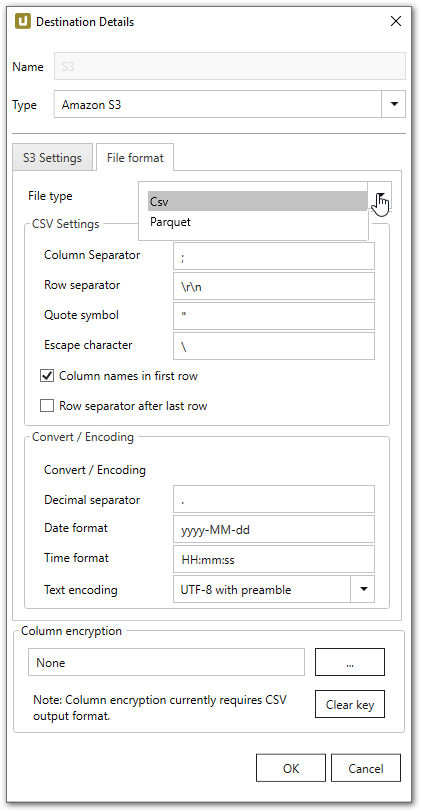 Destination Details
Name S3
Type Amazon S3
S3 Settings File format
File type
Csv
Parquet
CSV Settings
Column Separator ;
Row separator \r\n
Quote symbol "
Escape character \
Column names in first row
Row separator after last row
Convert / Encoding
Convert / Encoding
Decimal separator .
Date format yyyy-MM-dd
Time format HH:mm:ss
Text encoding UTF-8 with preamble
Column encryption
None ...
Note: Column encryption currently requires CSV
output format.
Clear key
OK Cancel